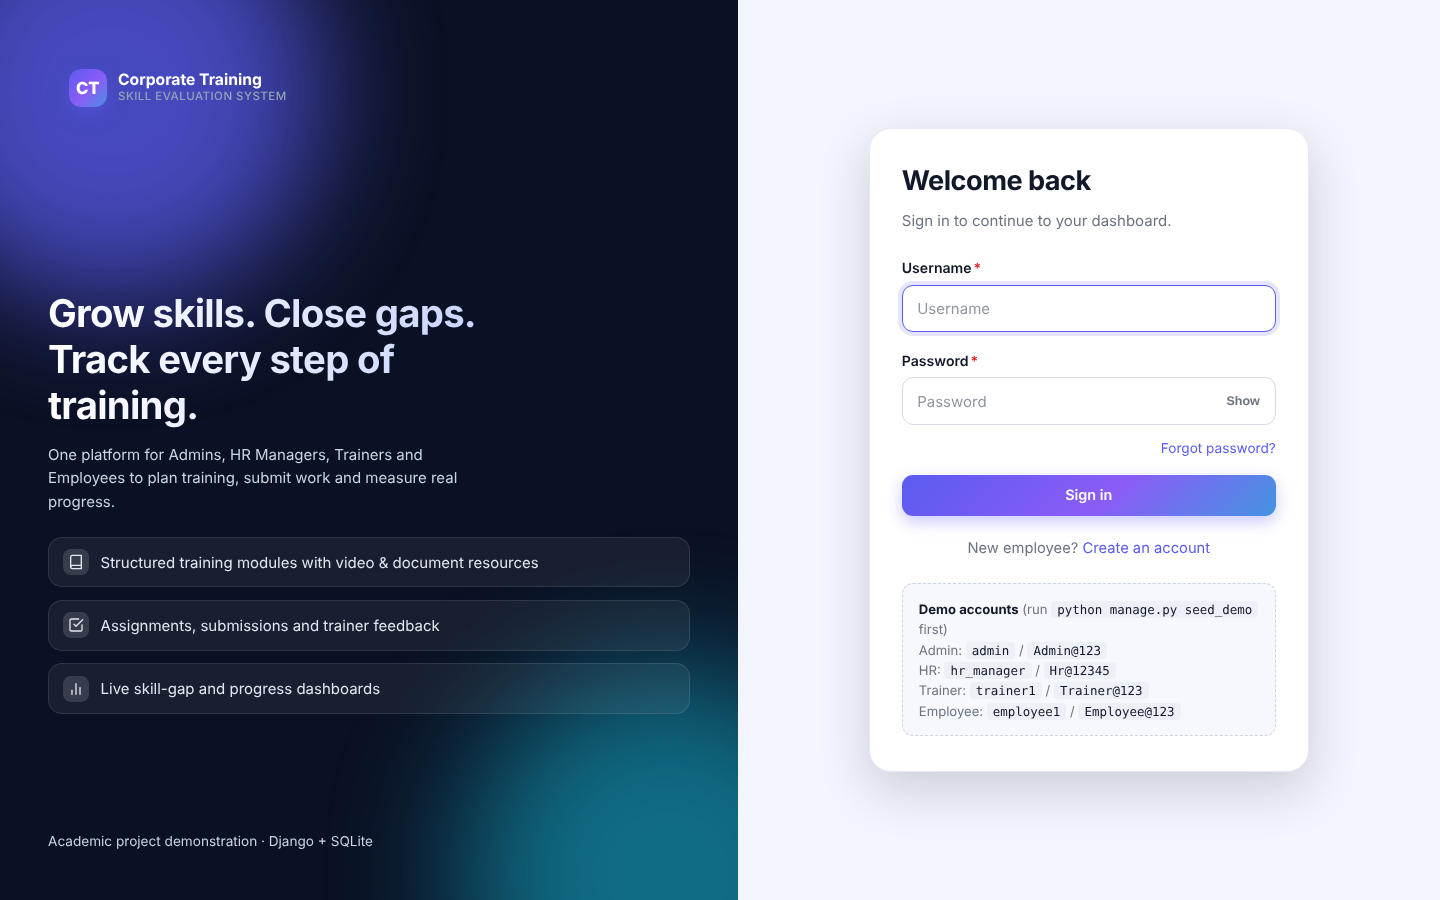 CT
Corporate Training
SKILL EVALUATION SYSTEM
Grow skills. Close gaps.
Track every step of
training.
One platform for Admins, HR Managers, Trainers and
Employees to plan training, submit work and measure real
progress.
Structured training modules with video & document resources
Assignments, submissions and trainer feedback
Live skill-gap and progress dashboards
Academic project demonstration · Django + SQLite
Welcome back
Sign in to continue to your dashboard.
Username *
Username
Password *
Password
Show
Forgot password?
Sign in
New employee? Create an account
Demo accounts (run python manage.py seed_demo
first)
Admin: admin / Admin@123
HR: hr_manager / Hr@12345
Trainer: trainer1 / Trainer@123
Employee: employee1 / Employee@123